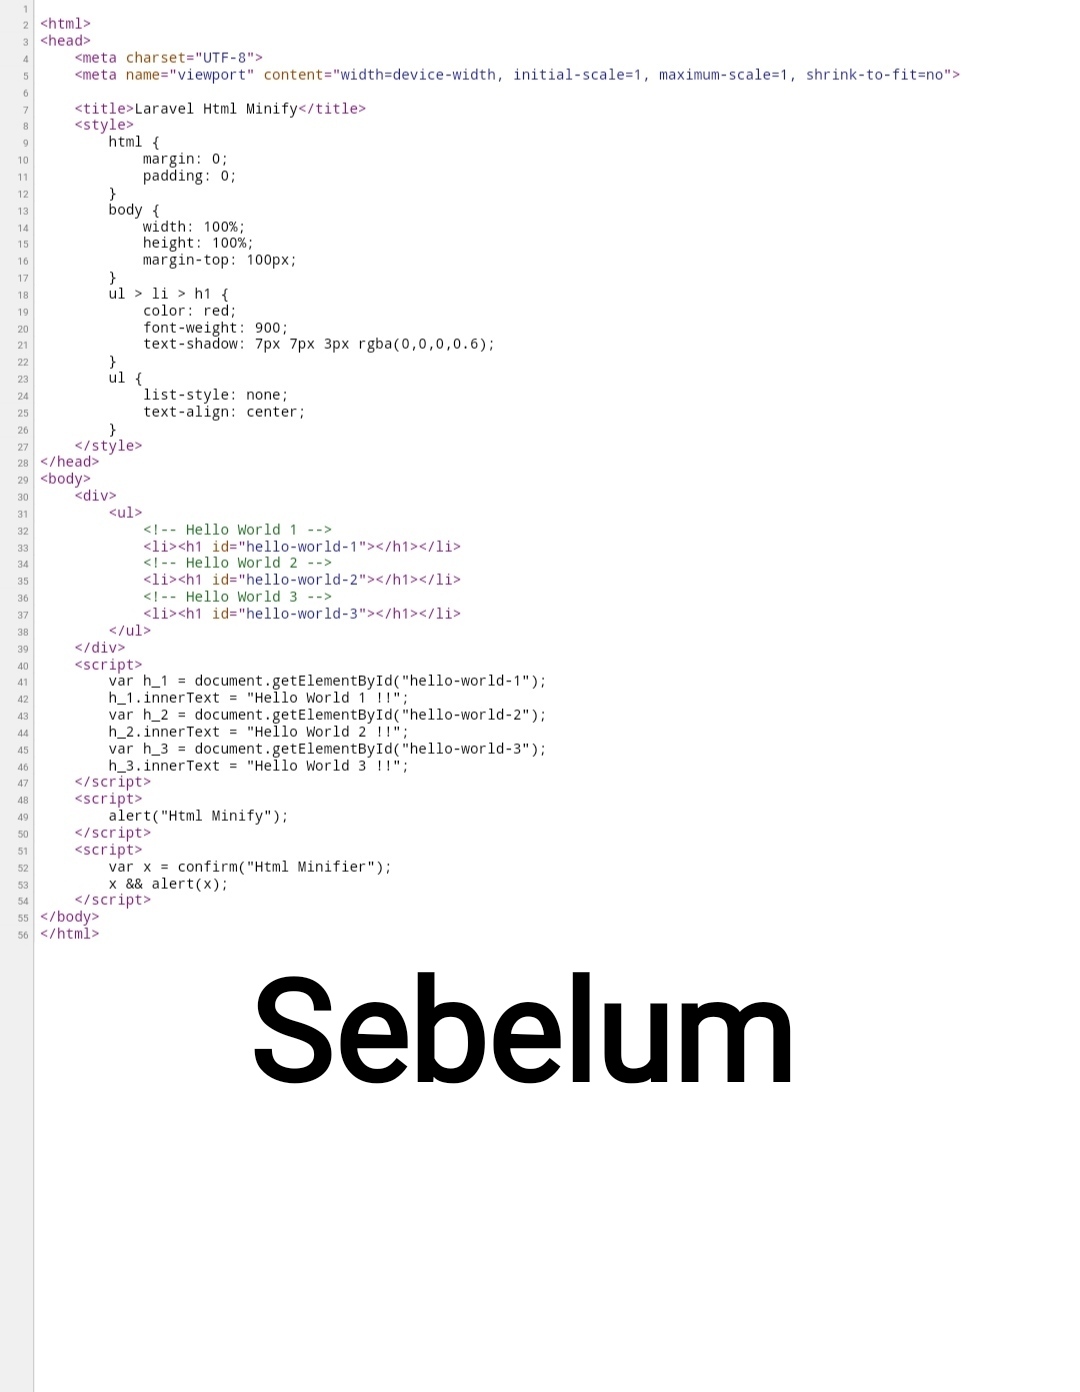 1
2 <html>
3 <head>
4     <meta charset="UTF-8">
5     <meta name="viewport" content="width=device-width, initial-scale=1, maximum-scale=1, shrink-to-fit=no">
6
7     <title>Laravel Html Minify</title>
8     <style>
9         html {
10             margin: 0;
11             padding: 0;
12         }
13         body {
14             width: 100%;
15             height: 100%;
16             margin-top: 100px;
17         }
18         ul > li > h1 {
19             color: red;
20             font-weight: 900;
21             text-shadow: 7px 7px 3px rgba(0,0,0,0.6);
22         }
23         ul {
24             list-style: none;
25             text-align: center;
26         }
27     </style>
28 </head>
29 <body>
30     <div>
31         <ul>
32             <!-- Hello World 1 -->
33             <li><h1 id="hello-world-1"></h1></li>
34             <!-- Hello World 2 -->
35             <li><h1 id="hello-world-2"></h1></li>
36             <!-- Hello World 3 -->
37             <li><h1 id="hello-world-3"></h1></li>
38         </ul>
39     </div>
40     <script>
41         var h_1 = document.getElementById("hello-world-1");
42         h_1.innerText = "Hello World 1 !!";
43         var h_2 = document.getElementById("hello-world-2");
44         h_2.innerText = "Hello World 2 !!";
45         var h_3 = document.getElementById("hello-world-3");
46         h_3.innerText = "Hello World 3 !!";
47     </script>
48     <script>
49         alert("Html Minify");
50     </script>
51     <script>
52         var x = confirm("Html Minifier");
53         x && alert(x);
54     </script>
55 </body>
56 </html>
Sebelum